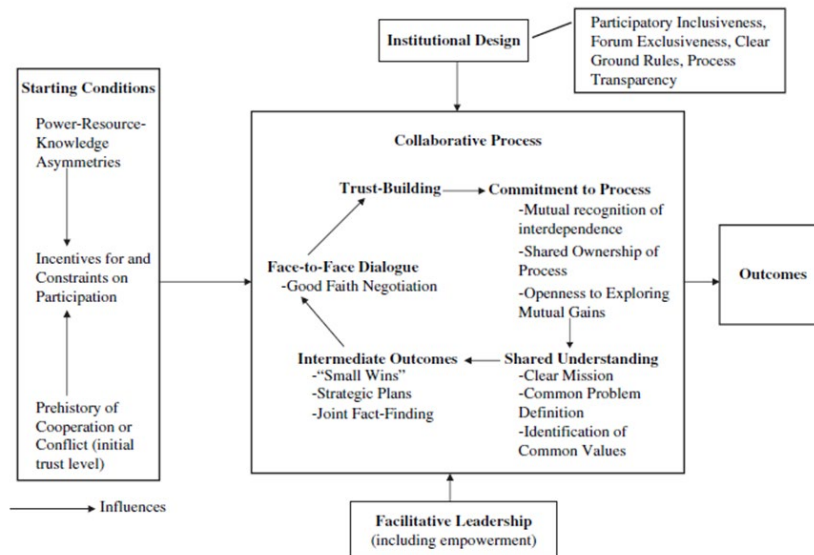 Institutional Design
Participatory Inclusiveness,
Forum Exclusiveness, Clear
Ground Rules, Process
Transparency
Starting Conditions
Power-Resource-
Knowledge
Asymmetries
Incentives for and
Constraints on
Participation
Prehistory of
Cooperation or
Conflict (initial
trust level)
Influences
Collaborative Process
Trust-Building
Commitment to Process
-Mutual recognition of
interdependence
-Shared Ownership of
Process
-Openness to Exploring
Mutual Gains
Face-to-Face Dialogue
-Good Faith Negotiation
Intermediate Outcomes
-“Small Wins”
-Strategic Plans
-Joint Fact-Finding
Shared Understanding
-Clear Mission
-Common Problem
Definition
-Identification of
Common Values
Outcomes
Facilitative Leadership
(including empowerment)